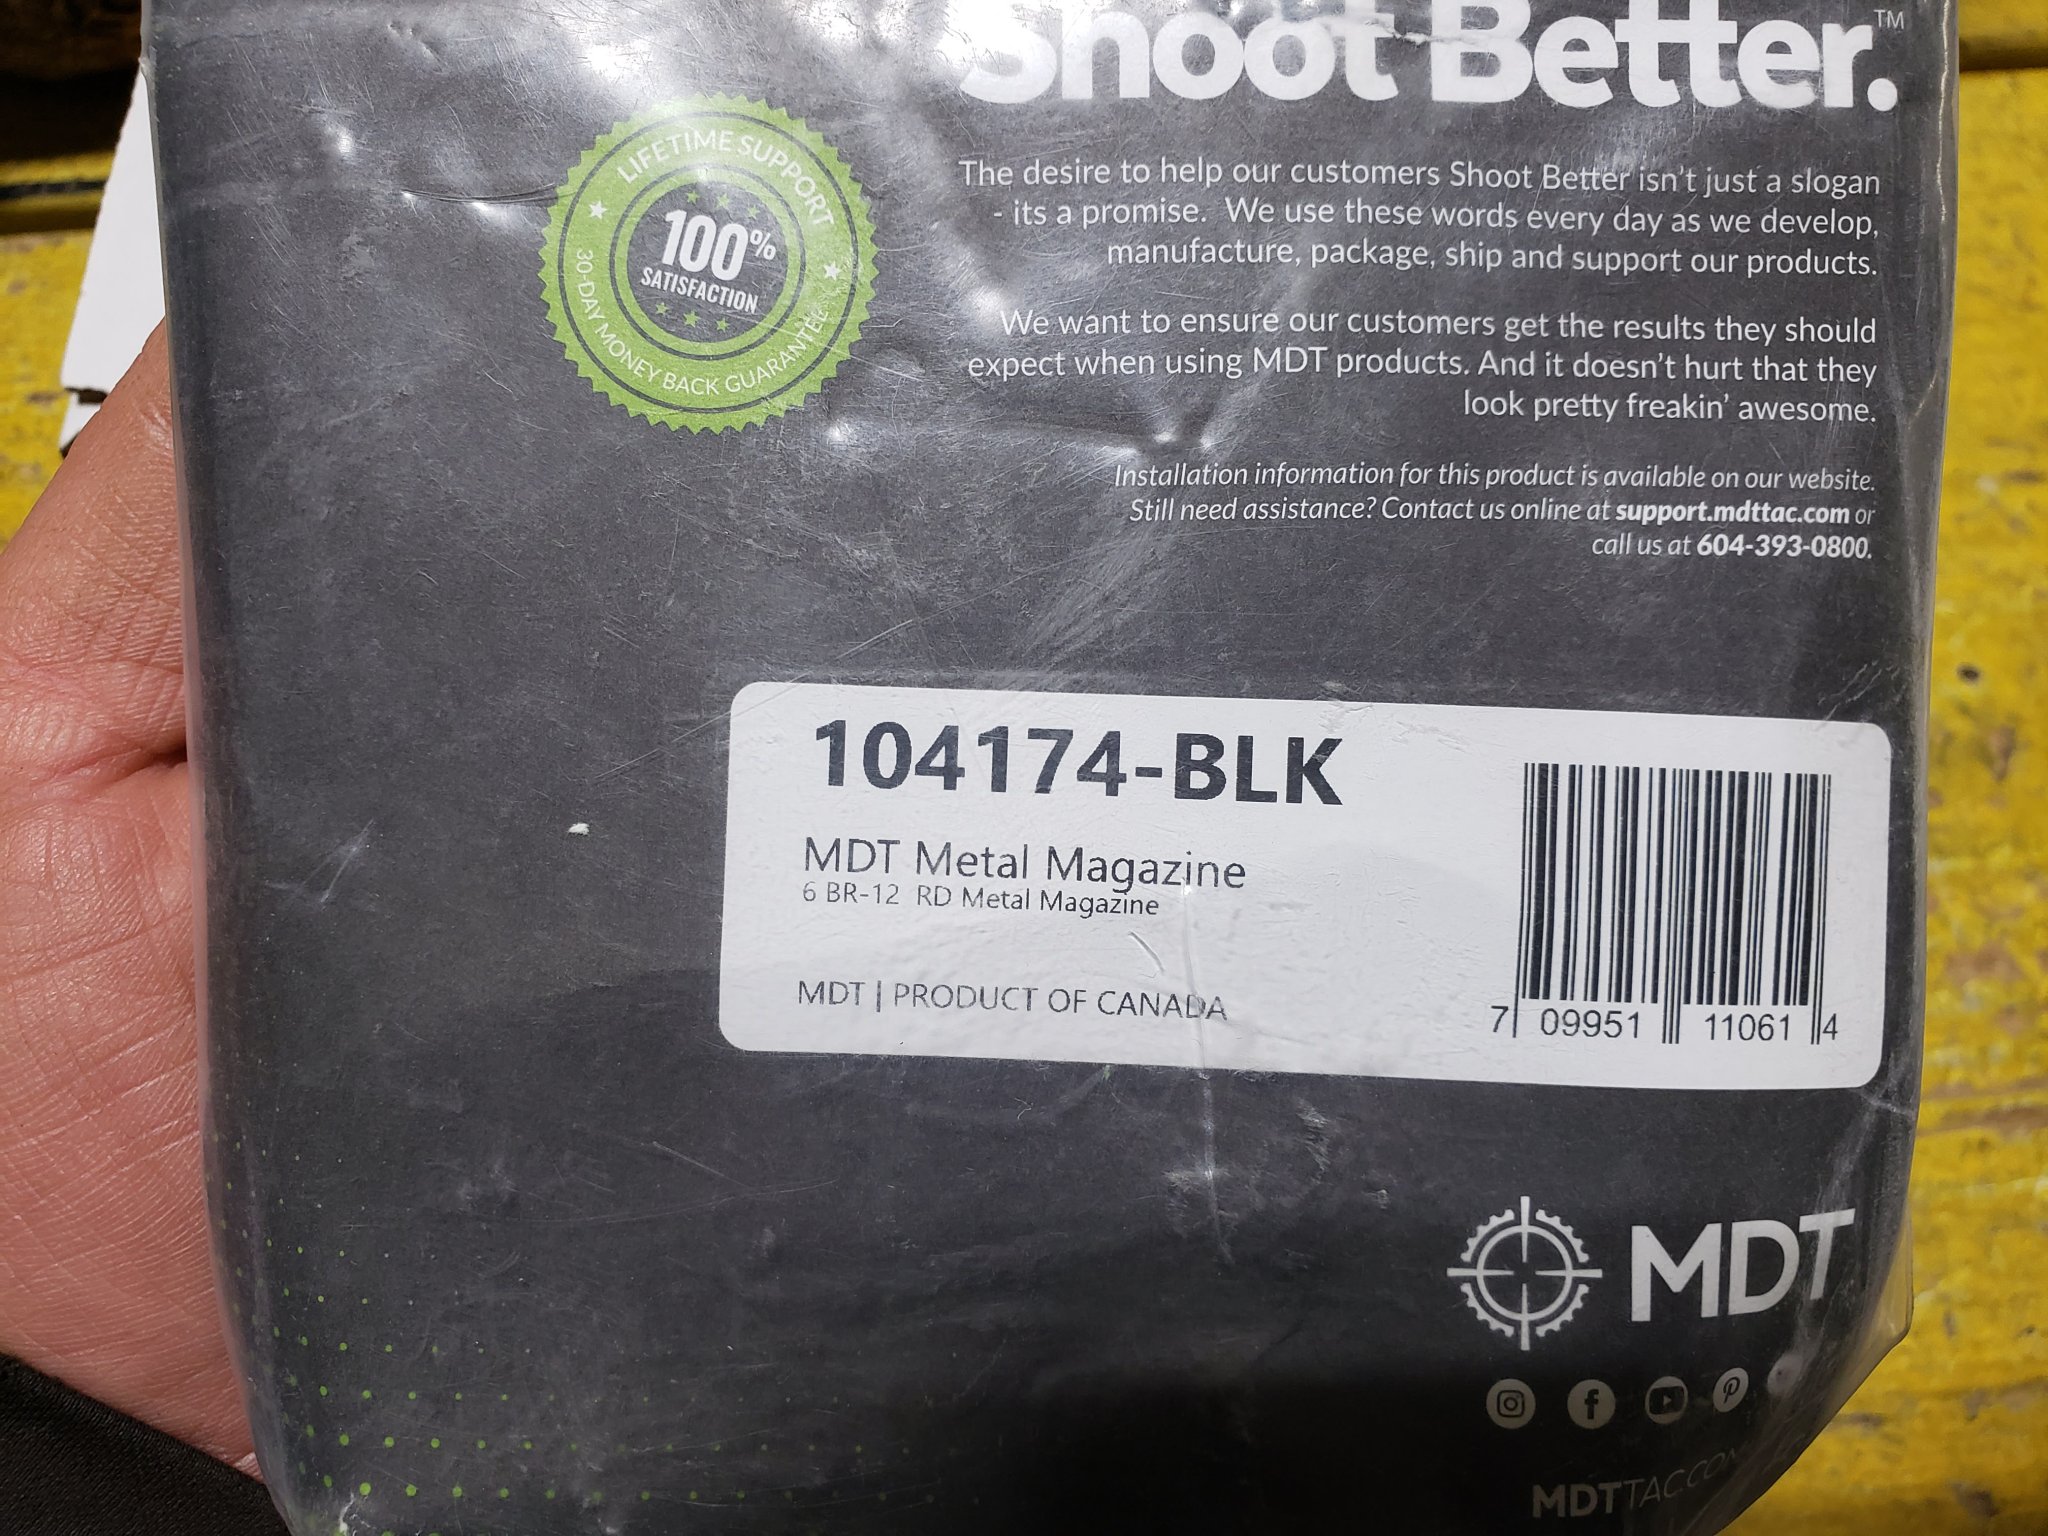 Shoot Better.™
LIFETIME SUPPORT
100%
SATISFACTION
30-DAY MONEY BACK GUARANTEE
The desire to help our customers Shoot Better isn't just a slogan
- its a promise. We use these words every day as we develop,
manufacture, package, ship and support our products.
We want to ensure our customers get the results they should
expect when using MDT products. And it doesn't hurt that they
look pretty freakin' awesome.
Installation information for this product is available on our website.
Still need assistance? Contact us online at support.mdttac.com or
call us at 604-393-0800.
104174-BLK
MDT Metal Magazine
6 BR-12 RD Metal Magazine
MDT | PRODUCT OF CANADA
7 09951 11061 4
MDT
MDTTAC.COM